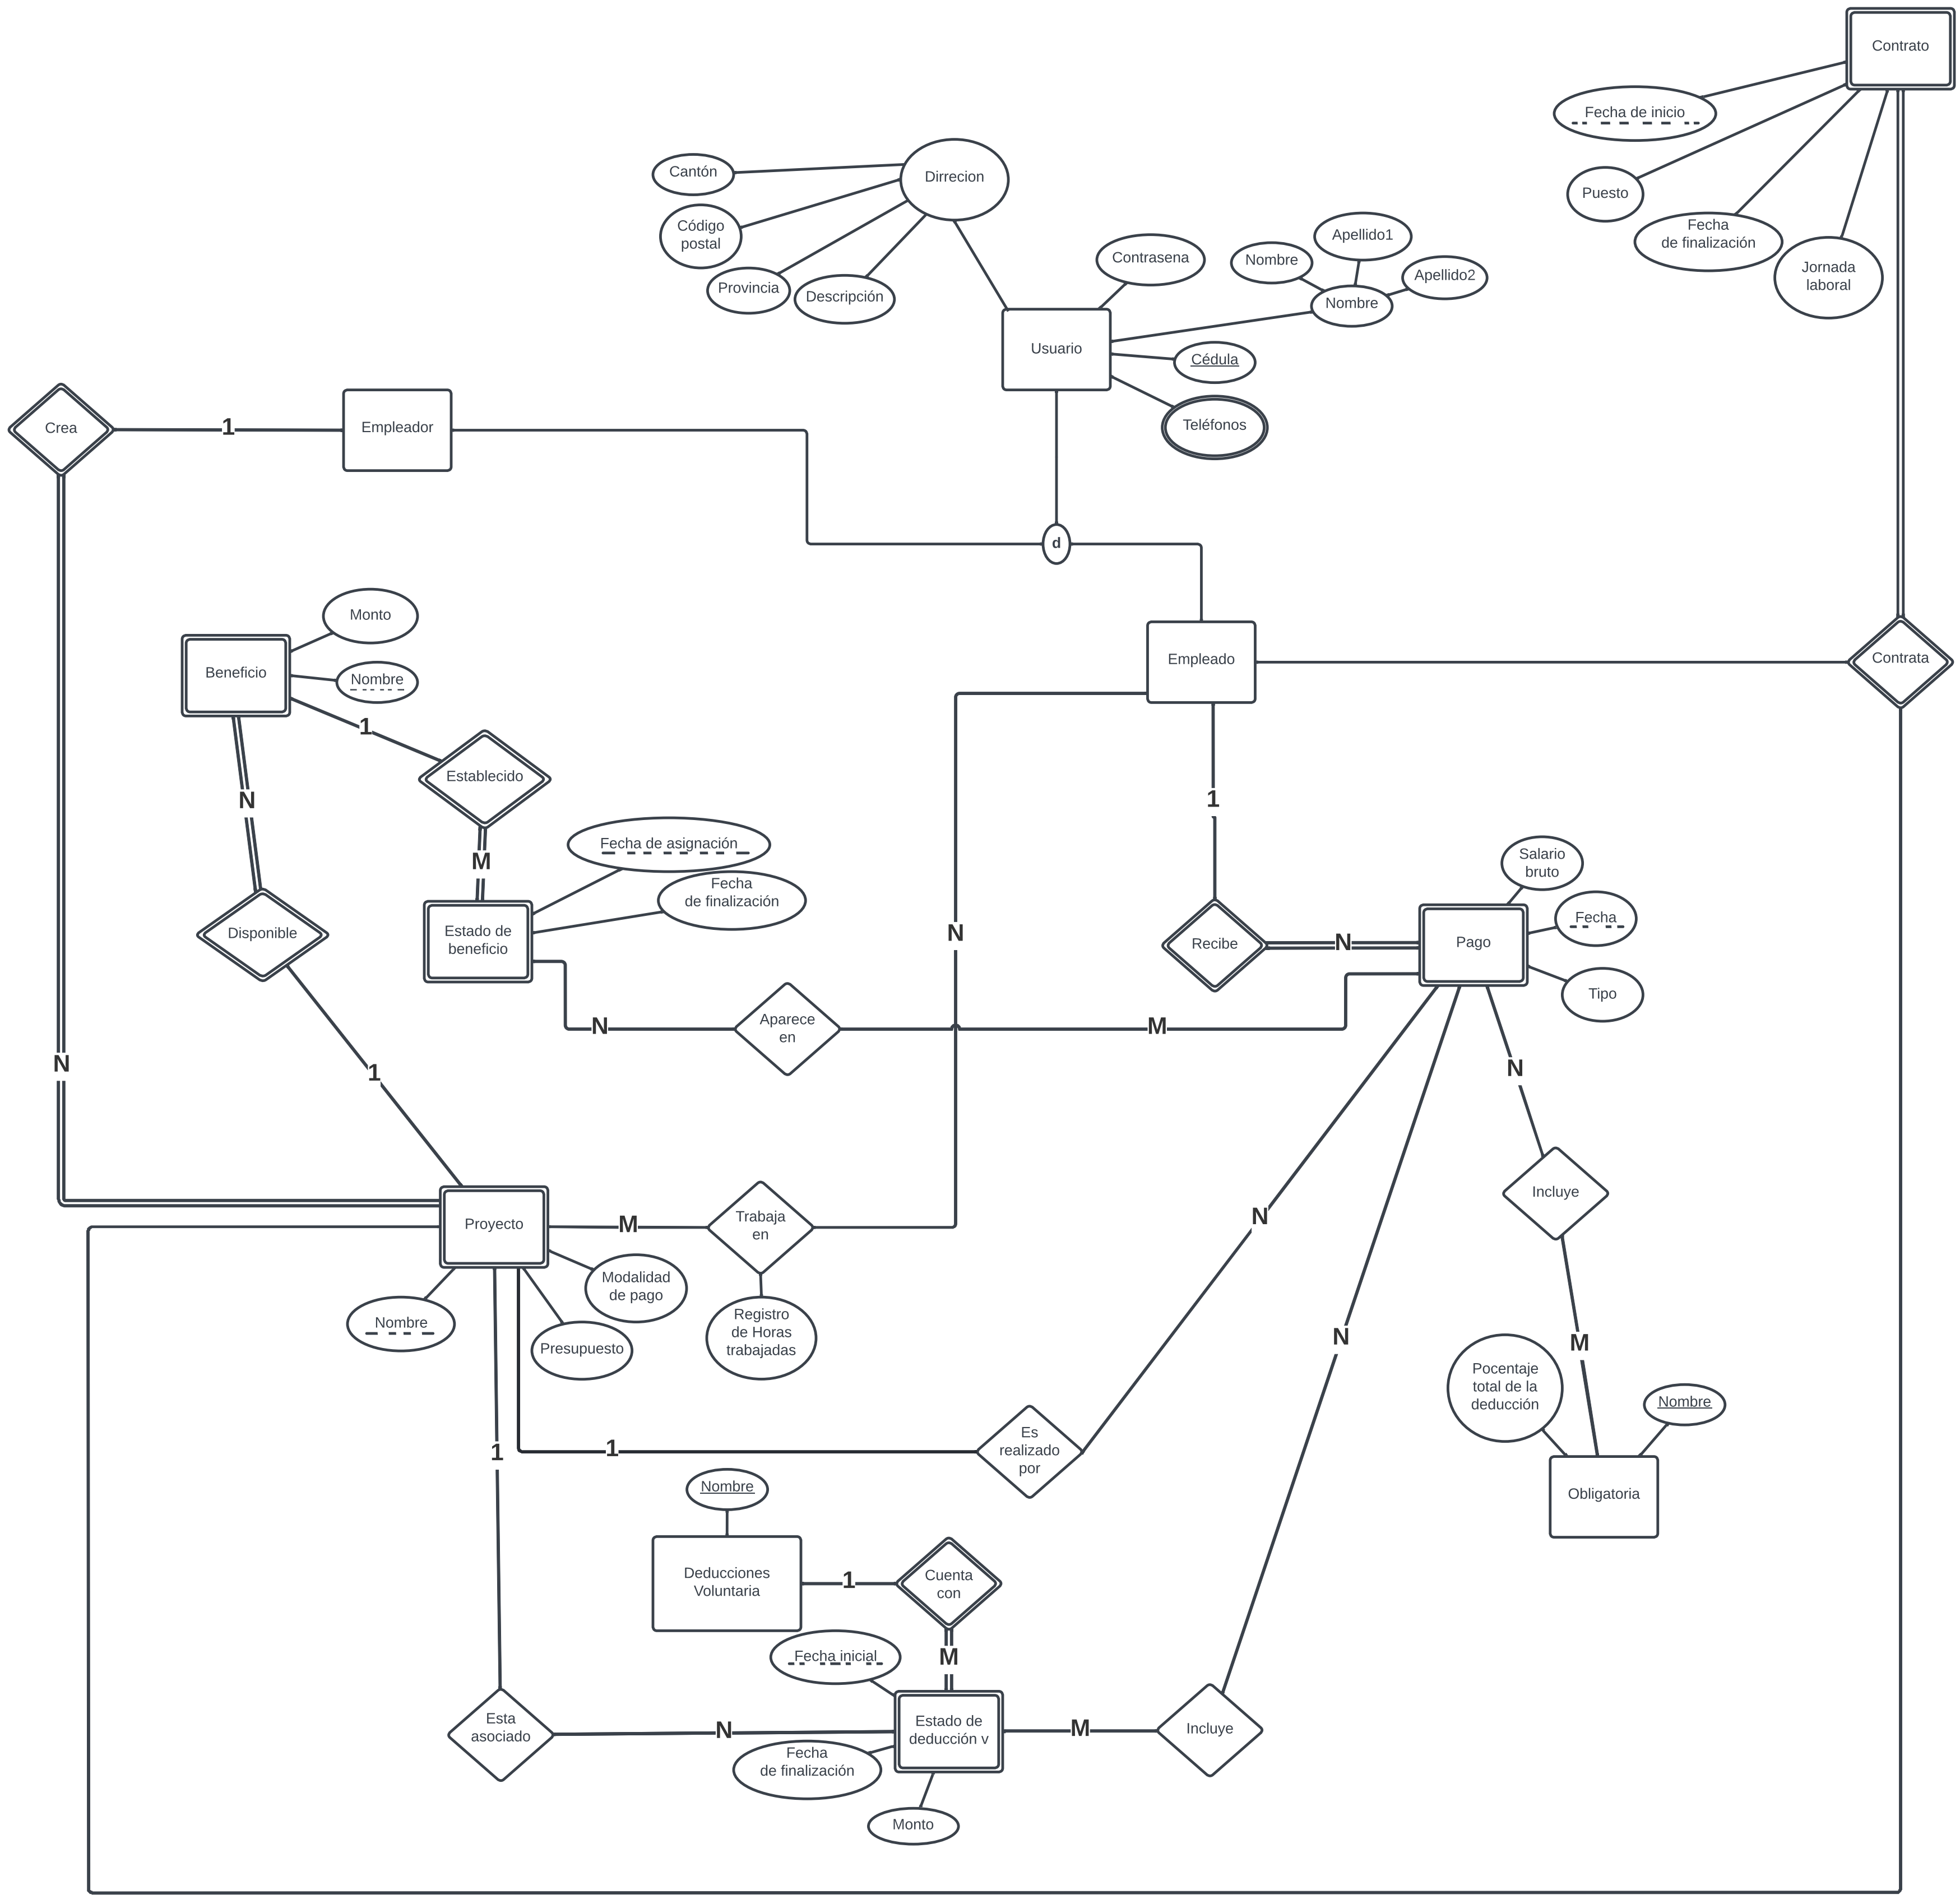 Contrato
Fecha de inicio
Puesto
Fecha
de finalización
Jornada
laboral
Dirrecion
Cantón
Código
postal
Provincia
Descripción
Contrasena
Nombre
Apellido1
Apellido2
Nombre
Usuario
Cédula
Teléfonos
Crea
1
Empleador
d
Monto
Beneficio
Nombre
1
Empleado
Contrata
Establecido
N
1
M
Fecha de asignación
Fecha
de finalización
Salario
bruto
Fecha
Disponible
Estado de
beneficio
N
Recibe
N
Pago
Tipo
N
Aparece
en
M
N
1
N
Proyecto
M
Trabaja
en
N
Incluye
Modalidad
de pago
Nombre
Presupuesto
Registro
de Horas
trabajadas
N
M
Pocentaje
total de la
deducción
Nombre
1
1
Es
realizado
por
Obligatoria
Nombre
Deducciones
Voluntaria
1
Cuenta
con
Fecha inicial
M
Esta
asociado
N
Estado de
deducción v
M
Incluye
Fecha
de finalización
Monto